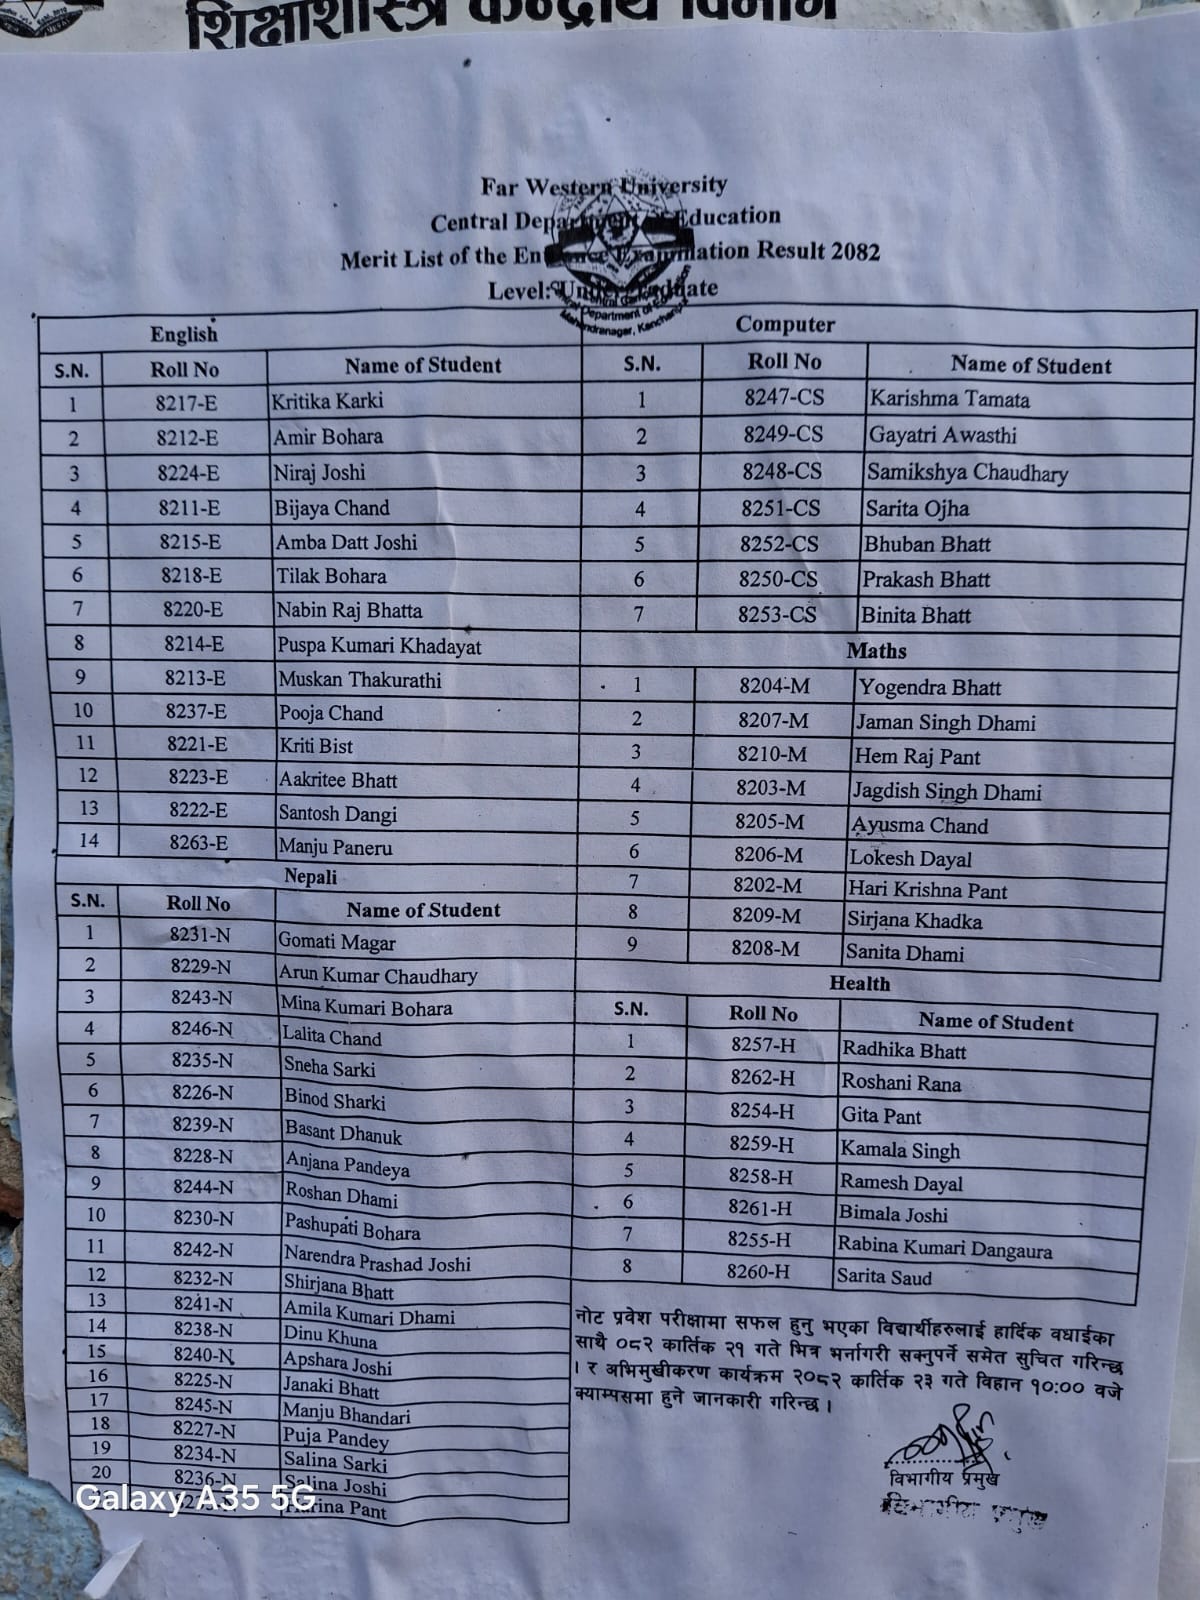 शिक्षाशास्त्र केन्द्रीय विभाग
Far Western University
Central Department of Education
Merit List of the Entrance Examination Result 2082
Level: Undergraduate
Central Department of Education
Mahendranagar, Kanchanpur
English
S.N. Roll No Name of Student
1 8217-E Kritika Karki
2 8212-E Amir Bohara
3 8224-E Niraj Joshi
4 8211-E Bijaya Chand
5 8215-E Amba Datt Joshi
6 8218-E Tilak Bohara
7 8220-E Nabin Raj Bhatta
8 8214-E Puspa Kumari Khadayat
9 8213-E Muskan Thakurathi
10 8237-E Pooja Chand
11 8221-E Kriti Bist
12 8223-E Aakritee Bhatt
13 8222-E Santosh Dangi
14 8263-E Manju Paneru
Nepali
S.N. Roll No Name of Student
1 8231-N Gomati Magar
2 8229-N Arun Kumar Chaudhary
3 8243-N Mina Kumari Bohara
4 8246-N Lalita Chand
5 8235-N Sneha Sarki
6 8226-N Binod Sharki
7 8239-N Basant Dhanuk
8 8228-N Anjana Pandeya
9 8244-N Roshan Dhami
10 8230-N Pashupati Bohara
11 8242-N Narendra Prashad Joshi
12 8232-N Shirjana Bhatt
13 8241-N Amila Kumari Dhami
14 8238-N Dinu Khuna
15 8240-N Apshara Joshi
16 8225-N Janaki Bhatt
17 8245-N Manju Bhandari
18 8227-N Puja Pandey
19 8234-N Salina Sarki
20 8236-N Salina Joshi
Pant
Computer
S.N. Roll No Name of Student
1 8247-CS Karishma Tamata
2 8249-CS Gayatri Awasthi
3 8248-CS Samikshya Chaudhary
4 8251-CS Sarita Ojha
5 8252-CS Bhuban Bhatt
6 8250-CS Prakash Bhatt
7 8253-CS Binita Bhatt
Maths
1 8204-M Yogendra Bhatt
2 8207-M Jaman Singh Dhami
3 8210-M Hem Raj Pant
4 8203-M Jagdish Singh Dhami
5 8205-M Ayusma Chand
6 8206-M Lokesh Dayal
7 8202-M Hari Krishna Pant
8 8209-M Sirjana Khadka
9 8208-M Sanita Dhami
Health
S.N. Roll No Name of Student
1 8257-H Radhika Bhatt
2 8262-H Roshani Rana
3 8254-H Gita Pant
4 8259-H Kamala Singh
5 8258-H Ramesh Dayal
6 8261-H Bimala Joshi
7 8255-H Rabina Kumari Dangaura
8 8260-H Sarita Saud
नोट प्रवेश परीक्षामा सफल हुनु भएका विद्यार्थीहरुलाई हार्दिक वधाईका
साथै ०८२ कार्तिक २१ गते भित्र भर्नागरी सक्नुपर्ने समेत सुचित गरिन्छ
। र अभिमुखीकरण कार्यक्रम २०८२ कार्तिक २३ गते विहान १०:०० वजे
क्याम्पसमा हुने जानकारी गरिन्छ ।
विभागीय प्रमुख
विभागीय प्रमुख
Galaxy A35 5G